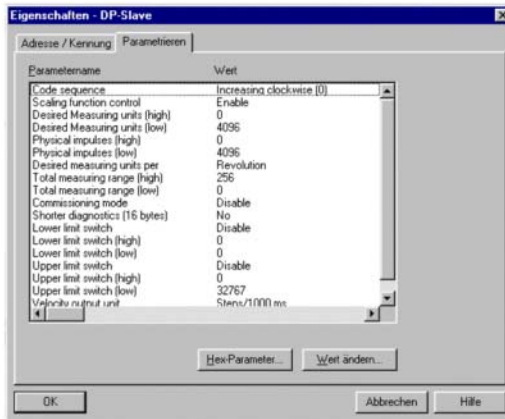 Eigenschaften - DP-Slave
Adresse / Kennung Parametrieren
Parametername Wert
Code sequence Increasing clockwise (0)
Scaling function control Enable
Desired Measuring units (high) 0
Desired Measuring units (low) 4096
Physical impulses (high) 0
Physical impulses (low) 4096
Desired measuring units per Revolution
Total measuring range (high) 256
Total measuring range (low) 0
Commissioning mode Disable
Shorter diagnostics (16 bytes) No
Lower limit switch Disable
Lower limit switch (high) 0
Lower limit switch (low) 0
Upper limit switch Disable
Upper limit switch (high) 0
Upper limit switch (low) 32767
Velocity output unit Steps/1000 ms
Hex-Parameter... Wert ändern...
OK Abbrechen Hilfe